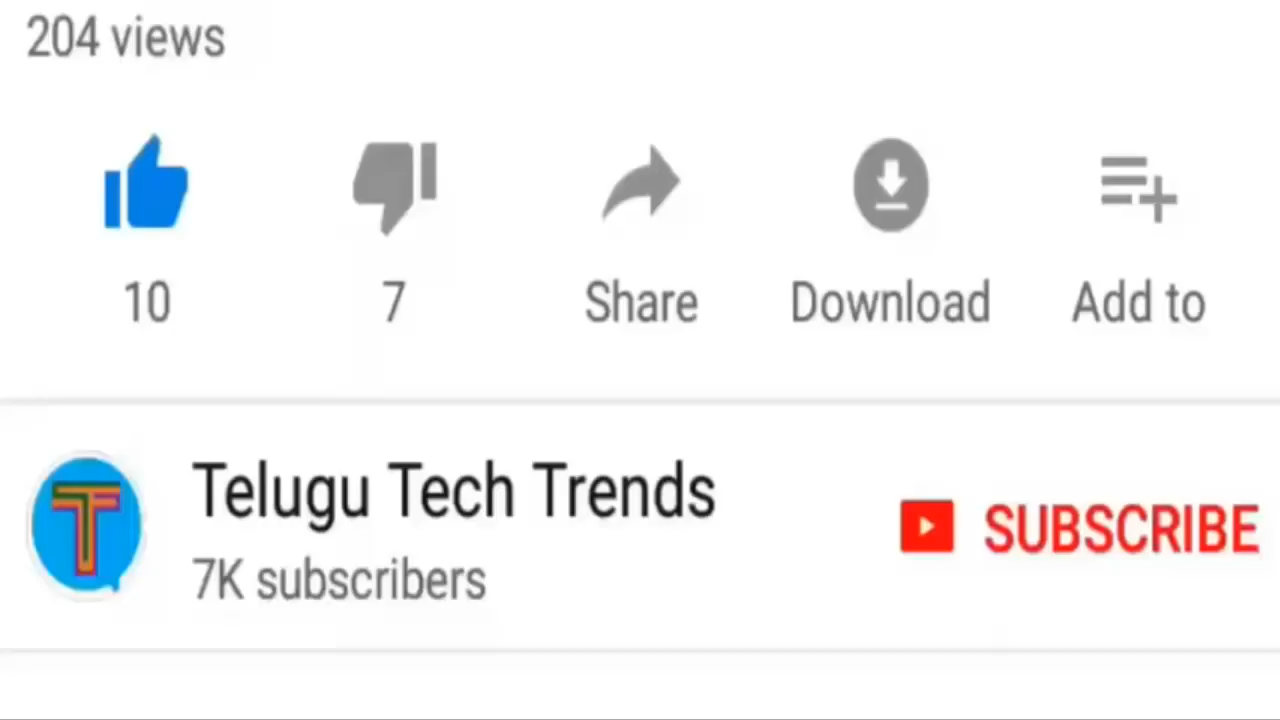 204 views
10 7 Share Download Add to
Telugu Tech Trends
7K subscribers
SUBSCRIBE